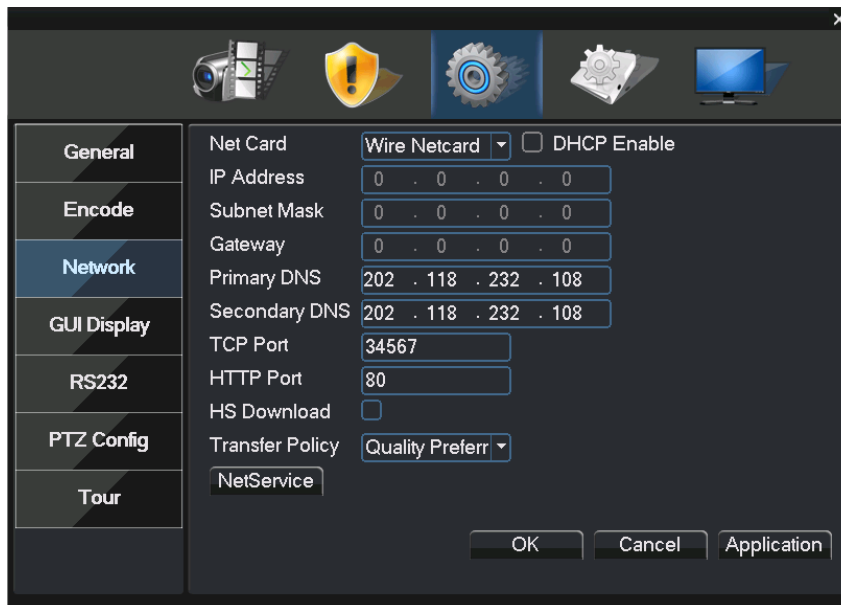 General
Encode
Network
GUI Display
RS232
PTZ Config
Tour
Net Card Wire Netcard DHCP Enable
IP Address 0 . 0 . 0 . 0
Subnet Mask 0 . 0 . 0 . 0
Gateway 0 . 0 . 0 . 0
Primary DNS 202 . 118 . 232 . 108
Secondary DNS 202 . 118 . 232 . 108
TCP Port 34567
HTTP Port 80
HS Download
Transfer Policy Quality Preferr
NetService
OK Cancel Application